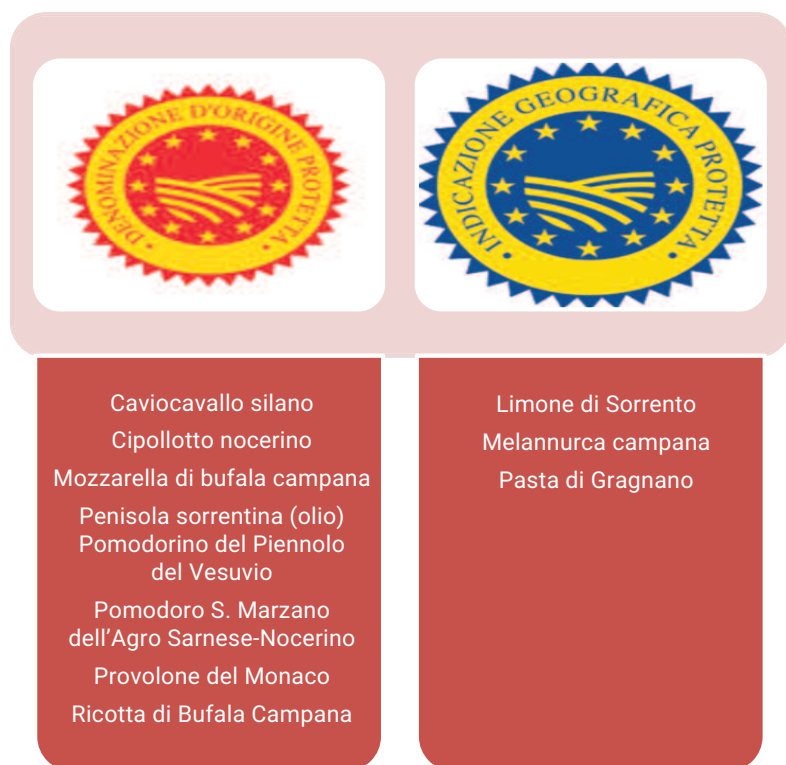 DENOMINAZIONE D'ORIGINE PROTETTA
INDICAZIONE GEOGRAFICA PROTETTA
Caviocavallo silano
Cipollotto nocerino
Mozzarella di bufala campana
Penisola sorrentina (olio)
Pomodorino del Piennolo
del Vesuvio
Pomodoro S. Marzano
dell’Agro Sarnese-Nocerino
Provolone del Monaco
Ricotta di Bufala Campana
Limone di Sorrento
Melannurca campana
Pasta di Gragnano